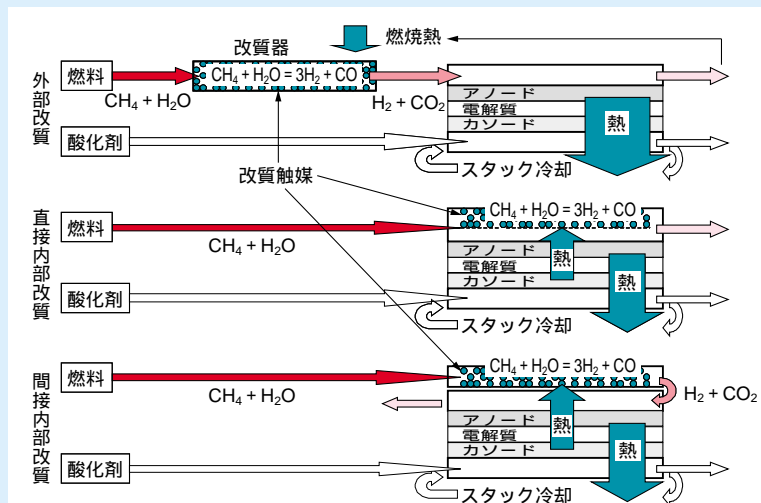 外部改質
改質器
燃焼熱
燃料
CH₄ + H₂O = 3H₂ + CO
CH₄ + H₂O
H₂ + CO₂
アノード
電解質
カソード
熱
酸化剤
スタック冷却
改質触媒
直接内部改質
燃料
CH₄ + H₂O
CH₄ + H₂O = 3H₂ + CO
アノード
電解質
カソード
熱
熱
酸化剤
スタック冷却
間接内部改質
燃料
CH₄ + H₂O
CH₄ + H₂O = 3H₂ + CO
H₂ + CO₂
アノード
電解質
カソード
熱
熱
酸化剤
スタック冷却